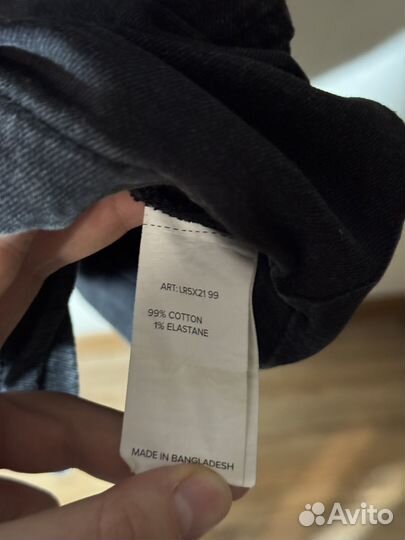 ART: LR5X21 99
99% COTTON
1% ELASTANE
MADE IN BANGLADESH
Avito